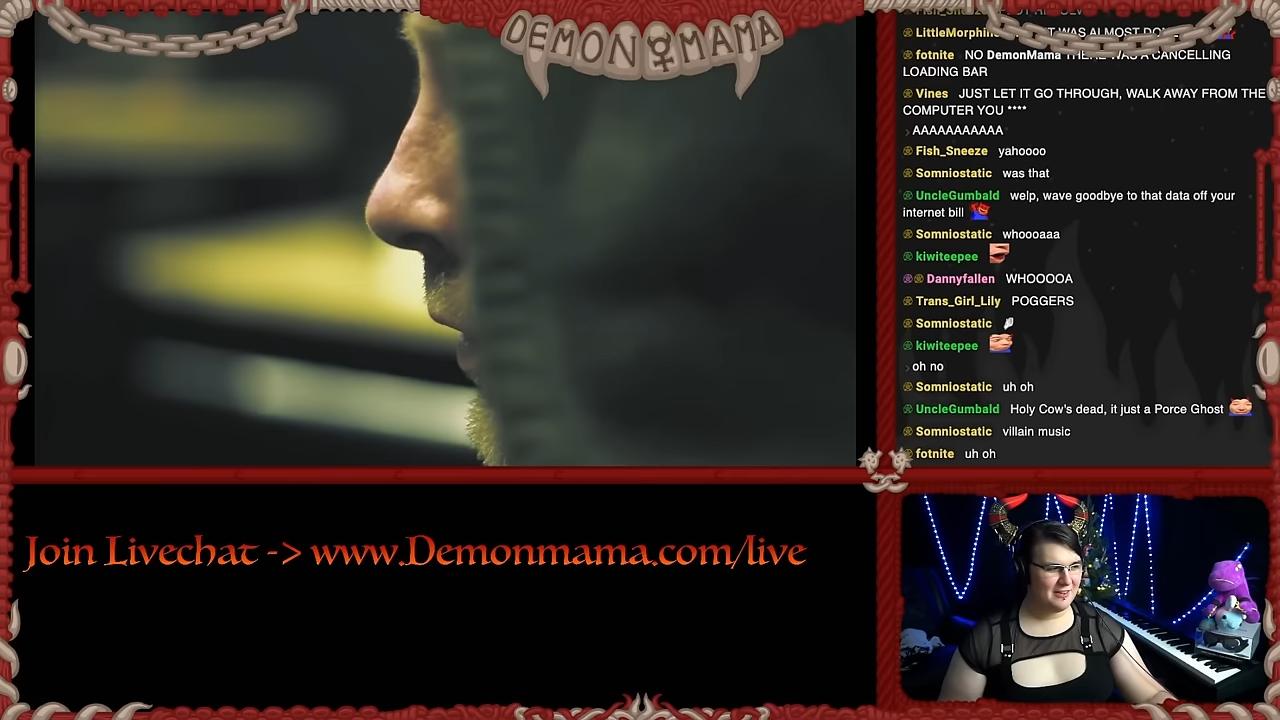 DEMON MAMA
LittleMorphine
T WAS ALMOST DONE
fotnite NO DemonMama THERE WAS A CANCELLING
LOADING BAR
Vines JUST LET IT GO THROUGH, WALK AWAY FROM THE
COMPUTER YOU ****
› AAAAAAAAAAA
Fish_Sneeze yahoooo
Somniostatic was that
UncleGumbald welp, wave goodbye to that data off your
internet bill
Somniostatic whoooaaa
kiwiteepee
Dannyfallen WHOOOOA
Trans_Girl_Lily POGGERS
Somniostatic
kiwiteepee
› oh no
Somniostatic uh oh
UncleGumbald Holy Cow's dead, it just a Porce Ghost
Somniostatic villain music
fotnite uh oh
Join Livechat -> www.Demonmama.com/live